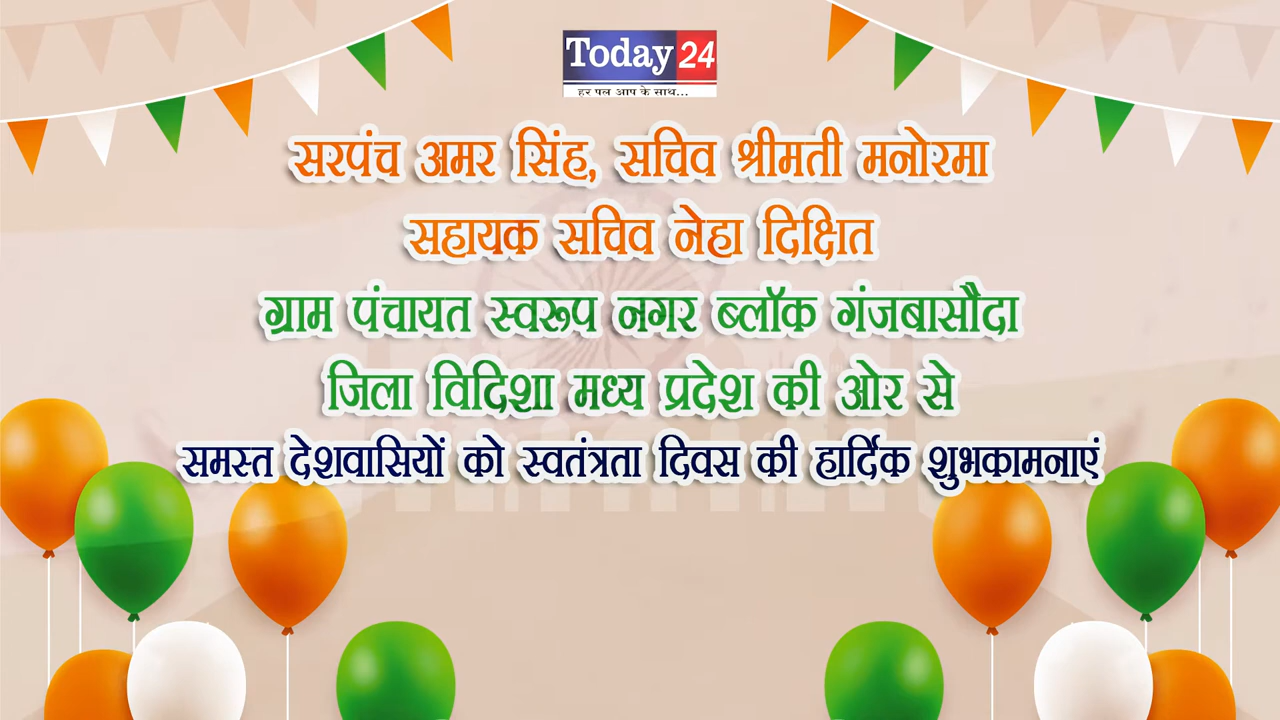 Today 24
हर पल आप के साथ...
सरपंच अमर सिंह, सचिव श्रीमती मनोरमा
सहायक सचिव नेहा दिक्षित
ग्राम पंचायत स्वरूप नगर ब्लॉक गंजबासौंदा
जिला विदिशा मध्य प्रदेश की ओर से
समस्त देशवासियों को स्वतंत्रता दिवस की हार्दिक शुभकामनाएं